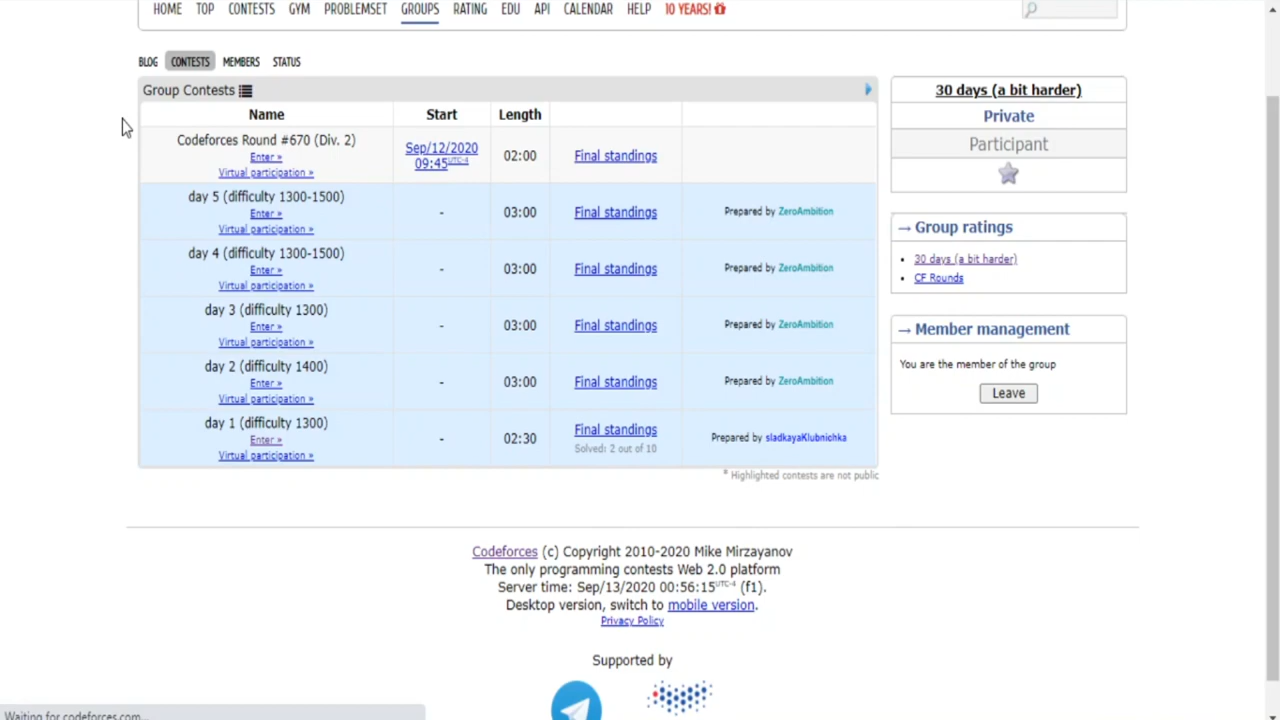 HOME TOP CONTESTS GYM PROBLEMSET GROUPS RATING EDU API CALENDAR HELP 10 YEARS!
BLOG CONTESTS MEMBERS STATUS
Group Contests
Name Start Length
Codeforces Round #670 (Div. 2)
Enter »
Virtual participation »
Sep/12/2020
09:45UTC-4
02:00
Final standings
day 5 (difficulty 1300-1500)
Enter »
Virtual participation »
-
03:00
Final standings
Prepared by ZeroAmbition
day 4 (difficulty 1300-1500)
Enter »
Virtual participation »
-
03:00
Final standings
Prepared by ZeroAmbition
day 3 (difficulty 1300)
Enter »
Virtual participation »
-
03:00
Final standings
Prepared by ZeroAmbition
day 2 (difficulty 1400)
Enter »
Virtual participation »
-
03:00
Final standings
Prepared by ZeroAmbition
day 1 (difficulty 1300)
Enter »
Virtual participation »
-
02:30
Final standings
Solved: 2 out of 10
Prepared by sladkayaKlubnichka
* Highlighted contests are not public
30 days (a bit harder)
Private
Participant
→ Group ratings
• 30 days (a bit harder)
• CF Rounds
→ Member management
You are the member of the group
Leave
Codeforces (c) Copyright 2010-2020 Mike Mirzayanov
The only programming contests Web 2.0 platform
Server time: Sep/13/2020 00:56:15UTC-4 (f1).
Desktop version, switch to mobile version.
Privacy Policy
Supported by
Waiting for codeforces.com...